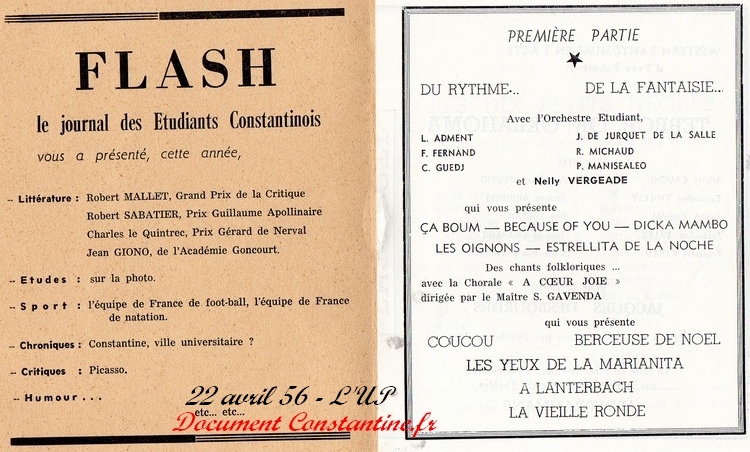 FLASH
le journal des Etudiants Constantinois
vous a présenté, cette année,
-- Littérature : Robert MALLET, Grand Prix de la Critique
Robert SABATIER, Prix Guillaume Apollinaire
Charles le Quintrec, Prix Gérard de Nerval
Jean GIONO, de l'Académie Goncourt.
-- Etudes : sur la photo.
-- Sport : l'équipe de France de foot-ball, l'équipe de France
de natation.
-- Chroniques : Constantine, ville universitaire ?
-- Critiques : Picasso.
-- Humour...
etc... etc...
22 avril 56 - L'UP
Document Constantine.fr
PREMIÈRE PARTIE
DU RYTHME... DE LA FANTAISIE...
Avec l'Orchestre Etudiant,
L. ADMENT J. DE JURQUET DE LA SALLE
F. FERNAND R. MICHAUD
C. GUEDJ P. MANISEALEO
et Nelly VERGEADE
qui vous présente
ÇA BOUM — BECAUSE OF YOU — DICKA MAMBO
LES OIGNONS — ESTRELLITA DE LA NOCHE
Des chants folkloriques ...
avec la Chorale « A CŒUR JOIE »
dirigée par le Maître S. GAVENDA
qui vous présente
COUCOU BERCEUSE DE NOEL
LES YEUX DE LA MARIANITA
A LANTERBACH
LA VIEILLE RONDE